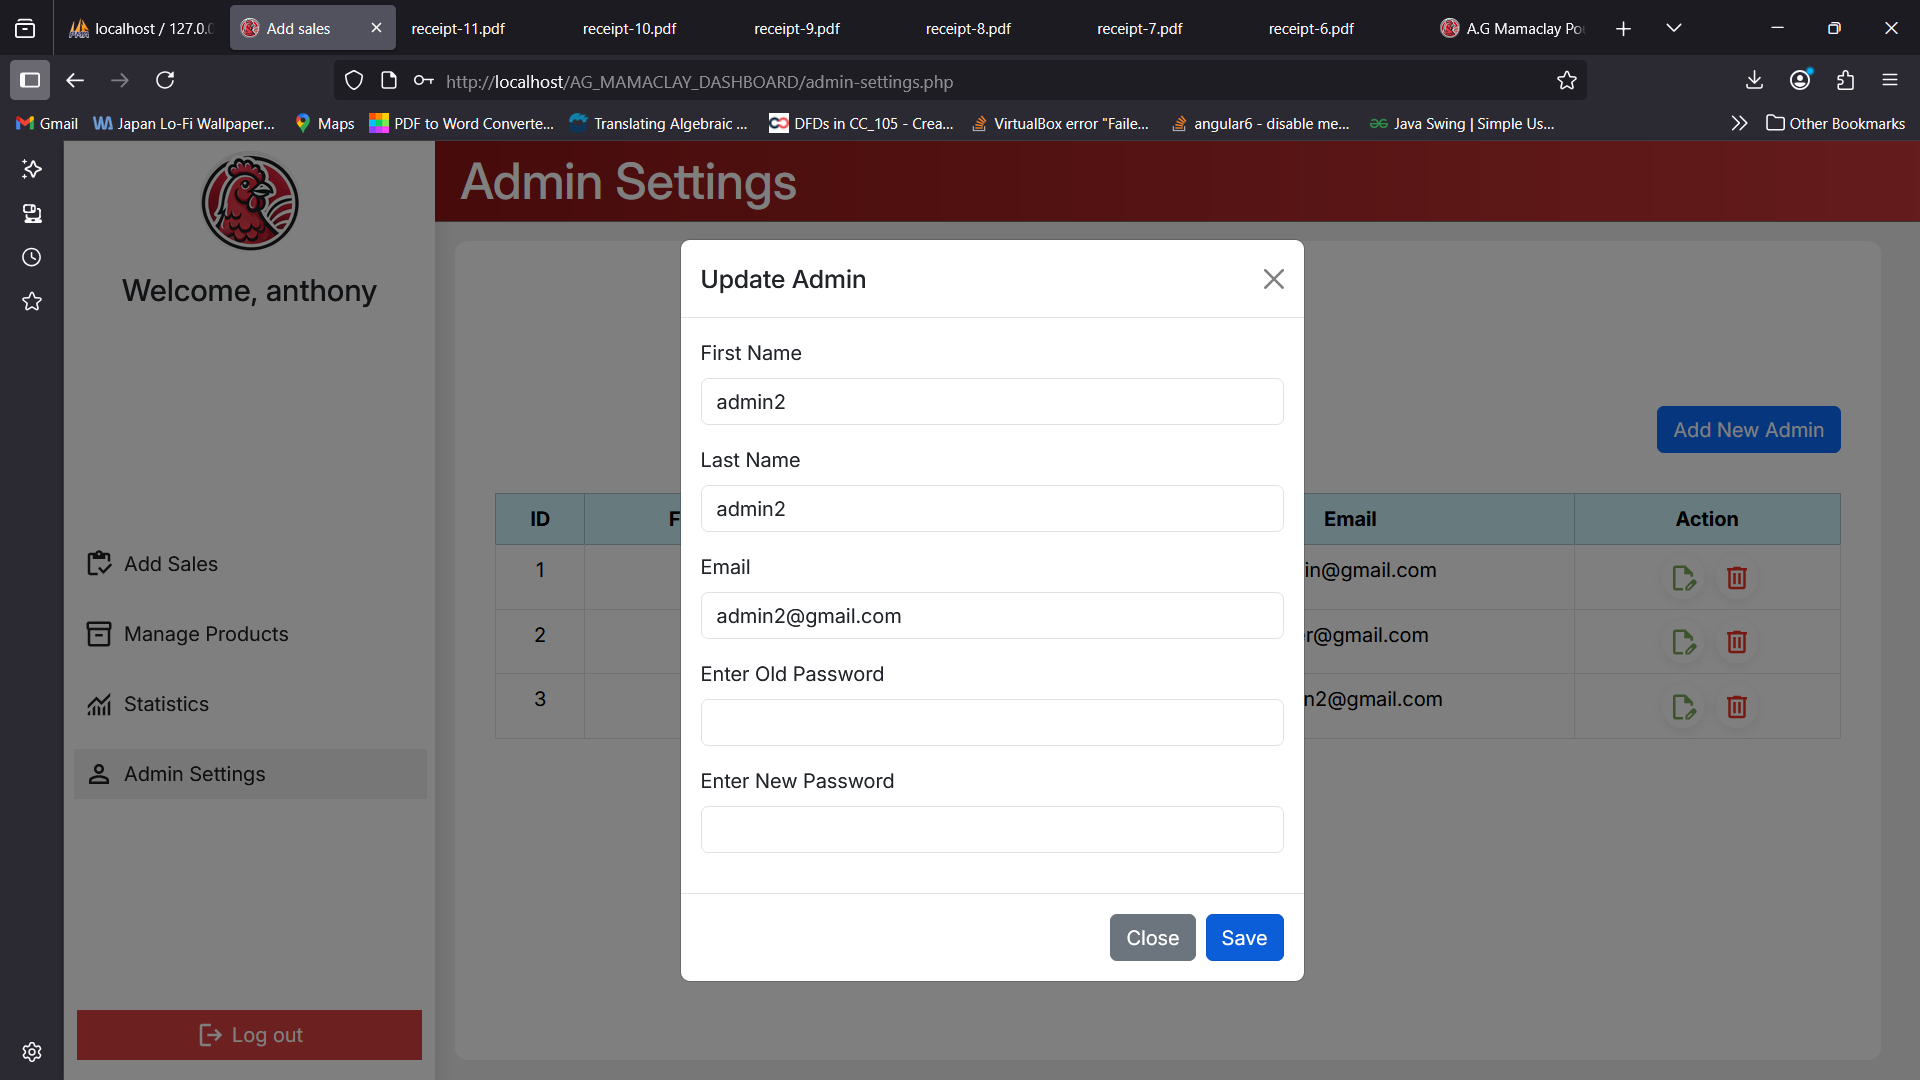 localhost / 127.0.0
Add sales
receipt-11.pdf
receipt-10.pdf
receipt-9.pdf
receipt-8.pdf
receipt-7.pdf
receipt-6.pdf
A.G Mamaclay Po
http://localhost/AG_MAMACLAY_DASHBOARD/admin-settings.php
Gmail
Japan Lo-Fi Wallpaper...
Maps
PDF to Word Converte...
Translating Algebraic ...
DFDs in CC_105 - Crea...
VirtualBox error "Faile...
angular6 - disable me...
Java Swing | Simple Us...
Other Bookmarks
Admin Settings
Welcome, anthony
Add Sales
Manage Products
Statistics
Admin Settings
Log out
Add New Admin
ID F Email Action
1 in@gmail.com
2 r@gmail.com
3 n2@gmail.com
Update Admin
First Name
admin2
Last Name
admin2
Email
admin2@gmail.com
Enter Old Password
Enter New Password
Close Save